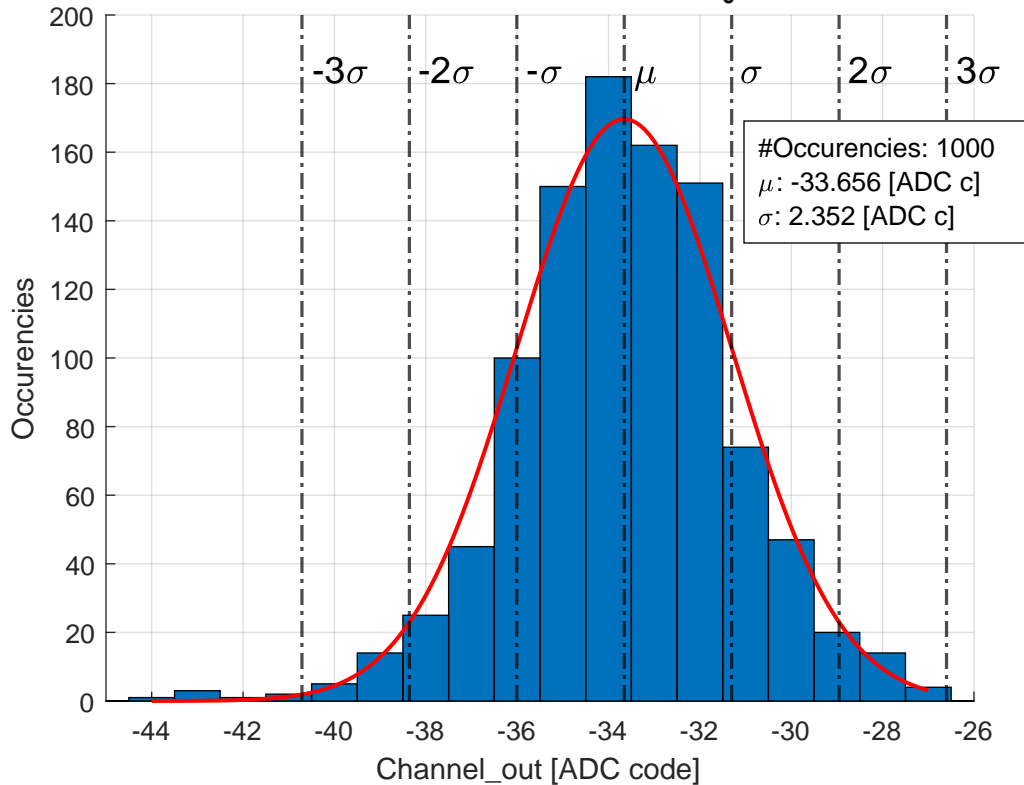 200
180
160
140
120
100
80
60
40
20
0
Occurencies
-3σ
-2σ
-σ
μ
σ
2σ
3σ
#Occurencies: 1000
μ: -33.656 [ADC c]
σ: 2.352 [ADC c]
-44
-42
-40
-38
-36
-34
-32
-30
-28
-26
Channel_out [ADC code]